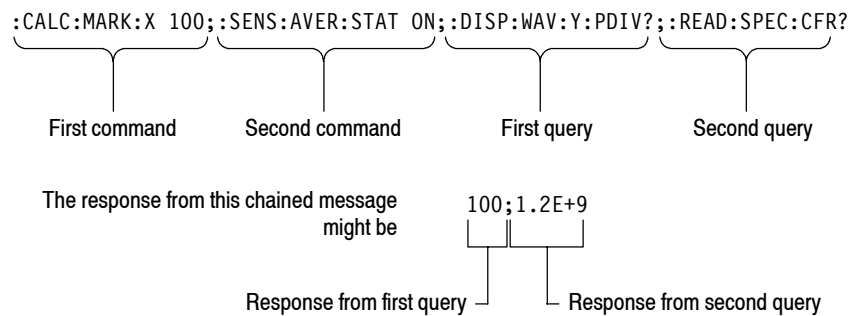 :CALC:MARK:X 100;:SENS:AVER:STAT ON;:DISP:WAV:Y:PDIV?;:READ:SPEC:CFR?
First command Second command First query Second query
The response from this chained message
might be
100;1.2E+9
Response from first query Response from second query